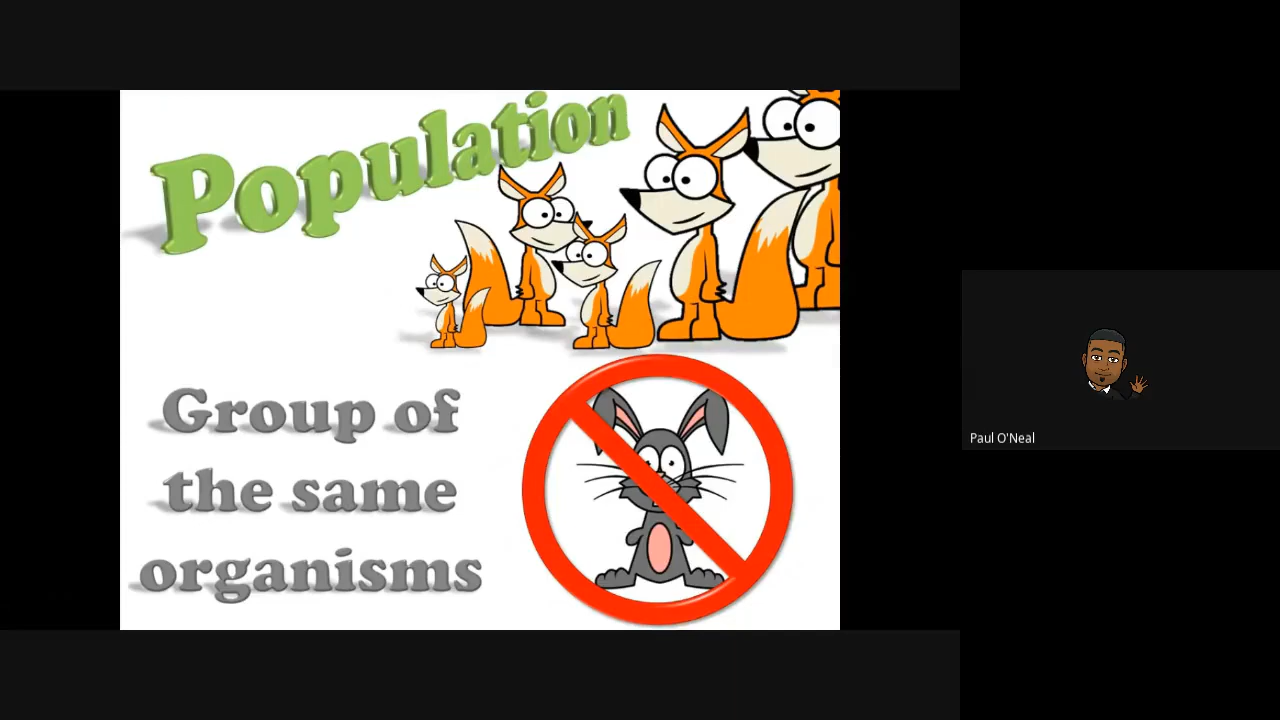 Population
Group of
the same
organisms
Paul O'Neal